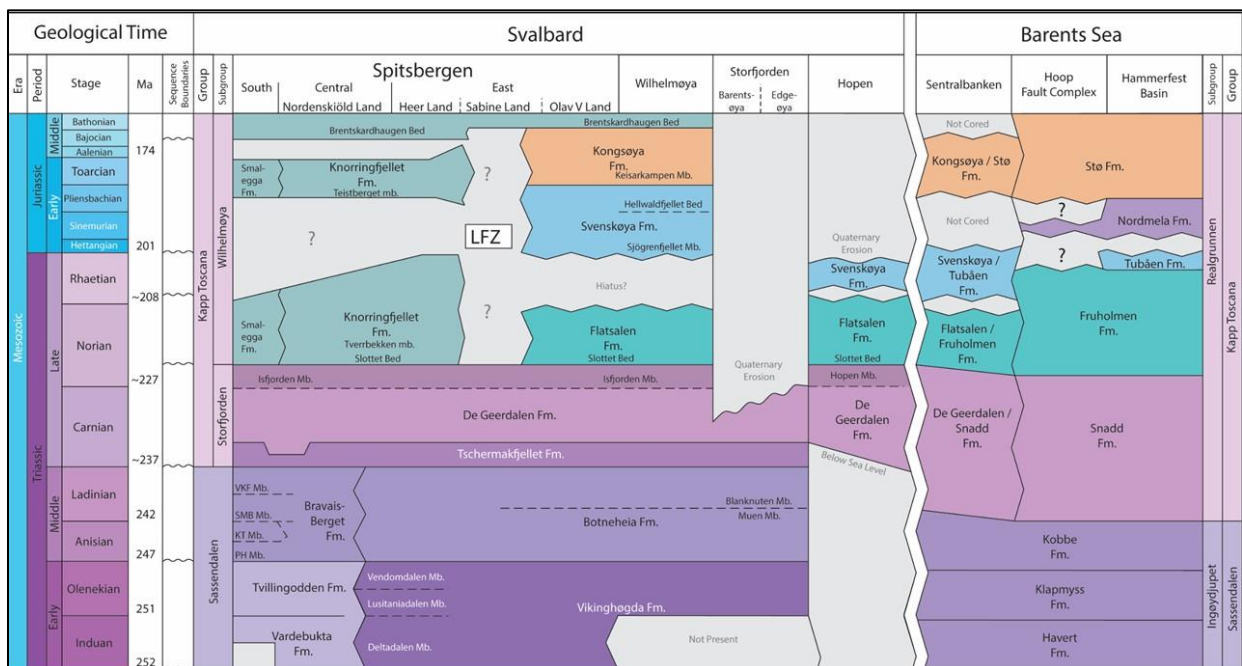 Geological Time
Svalbard
Barents Sea
Era
Period
Stage
Ma
Sequence
Boundaries
Group
Subgroup
Spitsbergen
South
Central
Nordenskiöld Land
Heer Land
East
Sabine Land
Olav V Land
Wilhelmøya
Storfjorden
Barents-
øya
Edge-
øya
Hopen
Sentralbanken
Hoop
Fault Complex
Hammerfest
Basin
Subgroup
Group
Mesozoic
Juriassic
Triassic
Middle
Early
Late
Middle
Early
Bathonian
Bajocian
Aalenian
Toarcian
Pliensbachian
Sinemurian
Hettangian
Rhaetian
Norian
Carnian
Ladinian
Anisian
Olenekian
Induan
174
201
~208
~227
~237
242
247
251
252
Kapp Toscana
Sassendalen
Wilhelmøya
Storfjorden
Brentskardhaugen Bed
Brentskardhaugen Bed
Smal-
egga
Fm.
Knorringfjellet
Fm.
Teistberget mb.
?
Kongsøya
Fm.
Keisarkampen Mb.
Hellwaldfjellet Bed
Svenskøya Fm.
Sjögrenfjellet Mb.
?
LFZ
Hiatus?
Smal-
egga
Fm.
Knorringfjellet
Fm.
Tverrbekken mb.
Slottet Bed
?
Flatsalen
Fm.
Slottet Bed
Isfjorden Mb.
Isfjorden Mb.
De Geerdalen Fm.
Tschermakfjellet Fm.
Quaternary
Erosion
Quaternary
Erosion
Svenskøya
Fm.
Flatsalen
Fm.
Slottet Bed
Hopen Mb.
De
Geerdalen
Fm.
Below Sea Level
VKF Mb.
SMB Mb.
KT Mb.
PH Mb.
Bravais-
Berget
Fm.
Blanknuten Mb.
Muen Mb.
Botneheia Fm.
Tvillingodden Fm.
Vendomdalen Mb.
Lusitaniadalen Mb.
Vikinghøgda Fm.
Vardebukta
Fm.
Deltadalen Mb.
Not Present
Not Cored
Kongsøya / Stø
Fm.
Not Cored
Svenskøya /
Tubåen
Fm.
Flatsalen /
Fruholmen
Fm.
De Geerdalen /
Snadd
Fm.
Stø Fm.
?
Nordmela Fm.
?
Tubåen Fm.
Fruholmen
Fm.
Snadd
Fm.
Kobbe
Fm.
Klapmyss
Fm.
Havert
Fm.
Realgrunnen
Ingøydjupet
Kapp Toscana
Sassendalen